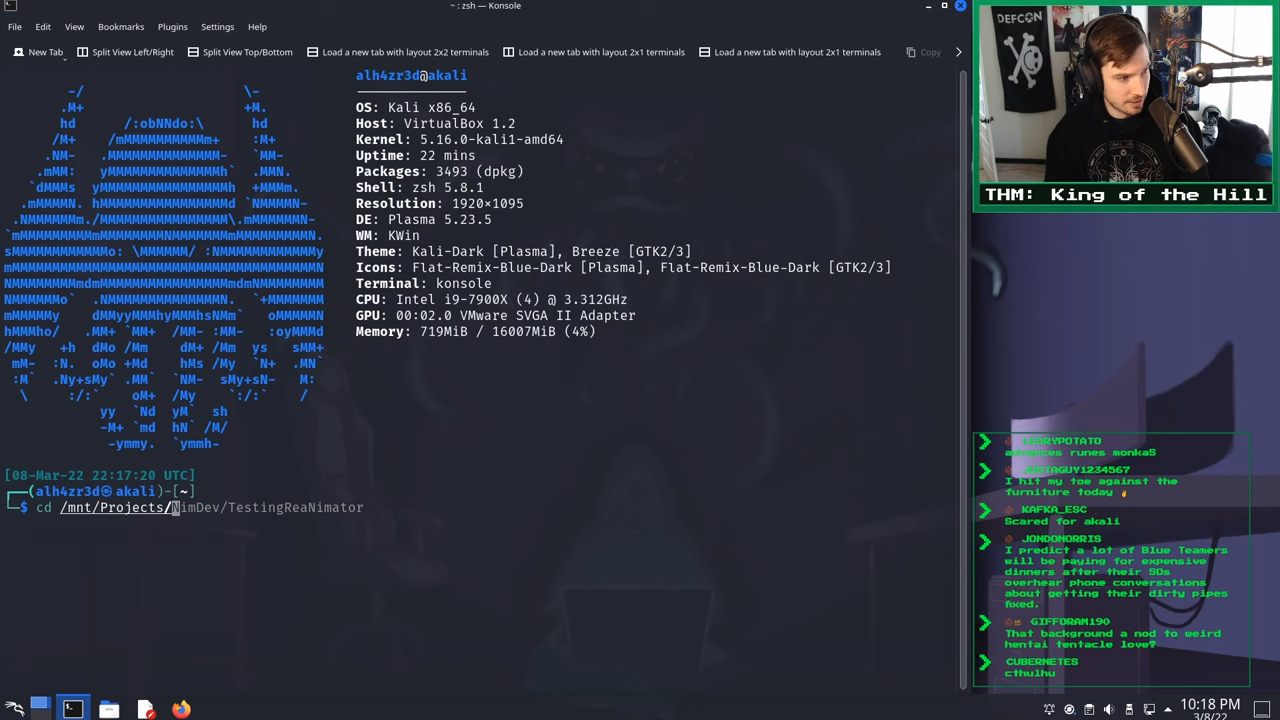 ~ : zsh — Konsole
File Edit View Bookmarks Plugins Settings Help
New Tab Split View Left/Right Split View Top/Bottom Load a new tab with layout 2x2 terminals Load a new tab with layout 2x1 terminals Load a new tab with layout 2x1 terminals Copy
alh4zr3d@akali
OS: Kali x86_64
Host: VirtualBox 1.2
Kernel: 5.16.0-kali1-amd64
Uptime: 22 mins
Packages: 3493 (dpkg)
Shell: zsh 5.8.1
Resolution: 1920×1095
DE: Plasma 5.23.5
WM: KWin
Theme: Kali-Dark [Plasma], Breeze [GTK2/3]
Icons: Flat-Remix-Blue-Dark [Plasma], Flat-Remix-Blue-Dark [GTK2/3]
Terminal: konsole
CPU: Intel i9-7900X (4) @ 3.312GHz
GPU: 00:02.0 VMware SVGA II Adapter
Memory: 719MiB / 16007MiB (4%)
[08-Mar-22 22:17:20 UTC]
(alh4zr3d㉿akali)-[~]
$ cd /mnt/Projects/NimDev/TestingReaNimator
DEFCON
THM: King of the Hill
LEDRYPOTATO
advances runes monkaS
JUSTAGUY1234567
I hit my toe against the
furniture today
KAFKA_ESC
Scared for akali
JONDONORRIS
I predict a lot of Blue Teamers
will be paying for expensive
dinners after their SOs
overhear phone conversations
about getting their dirty pipes
fixed.
GIFFORAM190
That background a nod to weird
hentai tentacle love?
CUBERNETES
cthulhu
10:18 PM
3/8/22